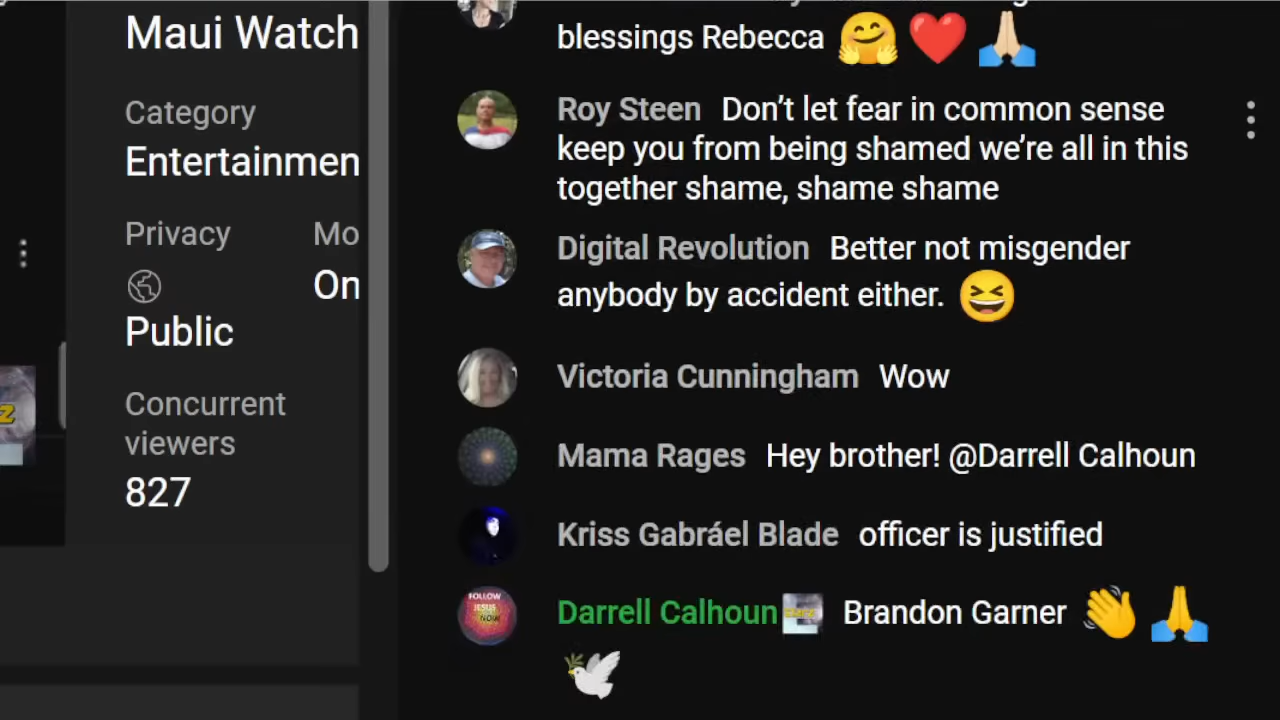 Maui Watch
Category
Entertainmen
Privacy
Mo
On
Public
Concurrent
viewers
827
blessings Rebecca 🤗 ❤️ 🙏🏼
Roy Steen Don’t let fear in common sense
keep you from being shamed we’re all in this
together shame, shame shame
Digital Revolution Better not misgender
anybody by accident either. 😆
Victoria Cunningham Wow
Mama Rages Hey brother! @Darrell Calhoun
Kriss Gabráel Blade officer is justified
FOLLOW
JESUS
NOW
Darrell Calhoun Brandon Garner 👋 🙏
🕊️